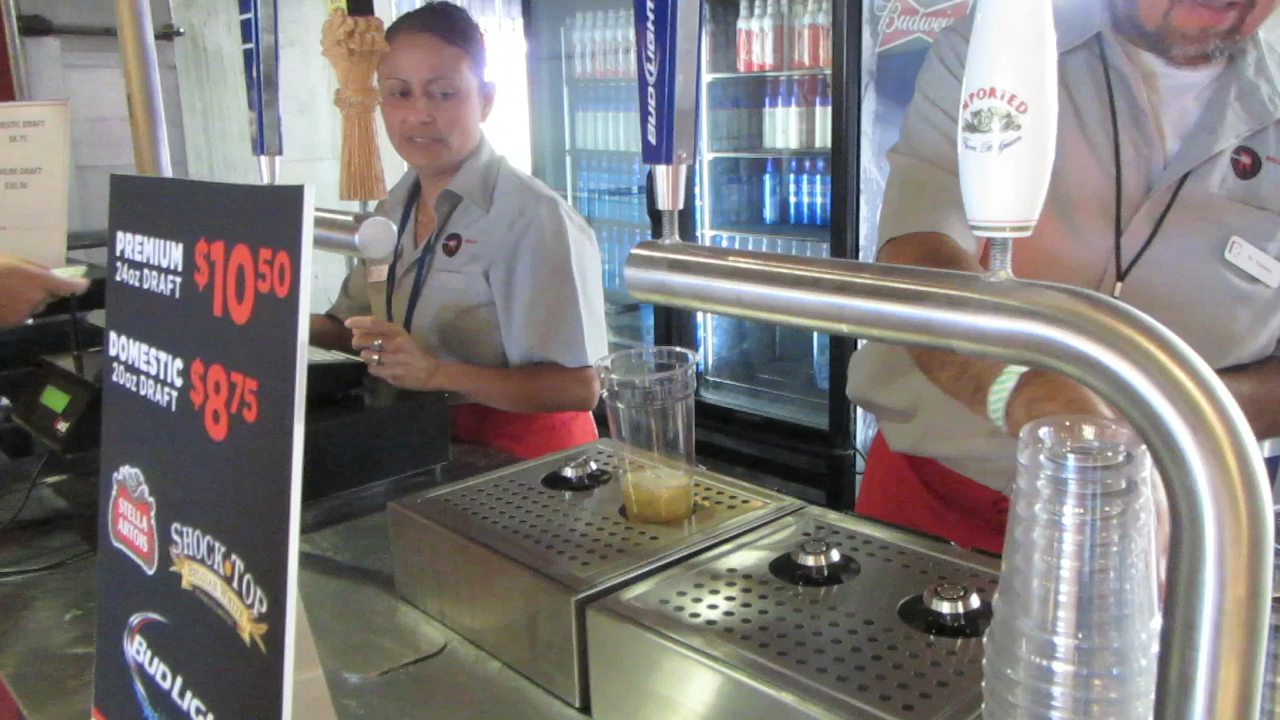 PREMIUM
24oz DRAFT
$10 50
DOMESTIC
20oz DRAFT
$8 75
STELLA
ARTOIS
SHOCK TOP
BUD LIGHT
BUD LIGHT
Budweiser
IMPORTED